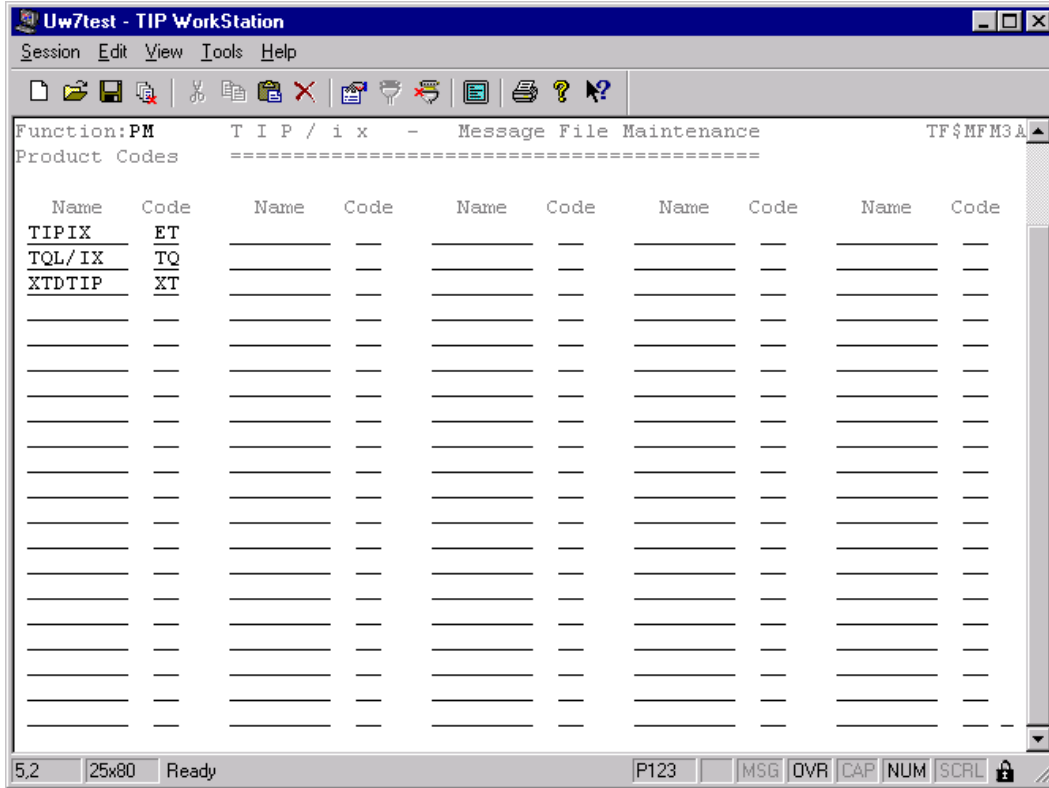 Uw7test - TIP WorkStation
Session Edit View Tools Help
Function:PM T I P / i x - Message File Maintenance TF$MFM3A
Product Codes ===========================================
Name Code Name Code Name Code Name Code Name Code
TIPIX ET
TQL/IX TQ
XTDTIP XT
5,2 25x80 Ready P123 MSG OVR CAP NUM SCRL